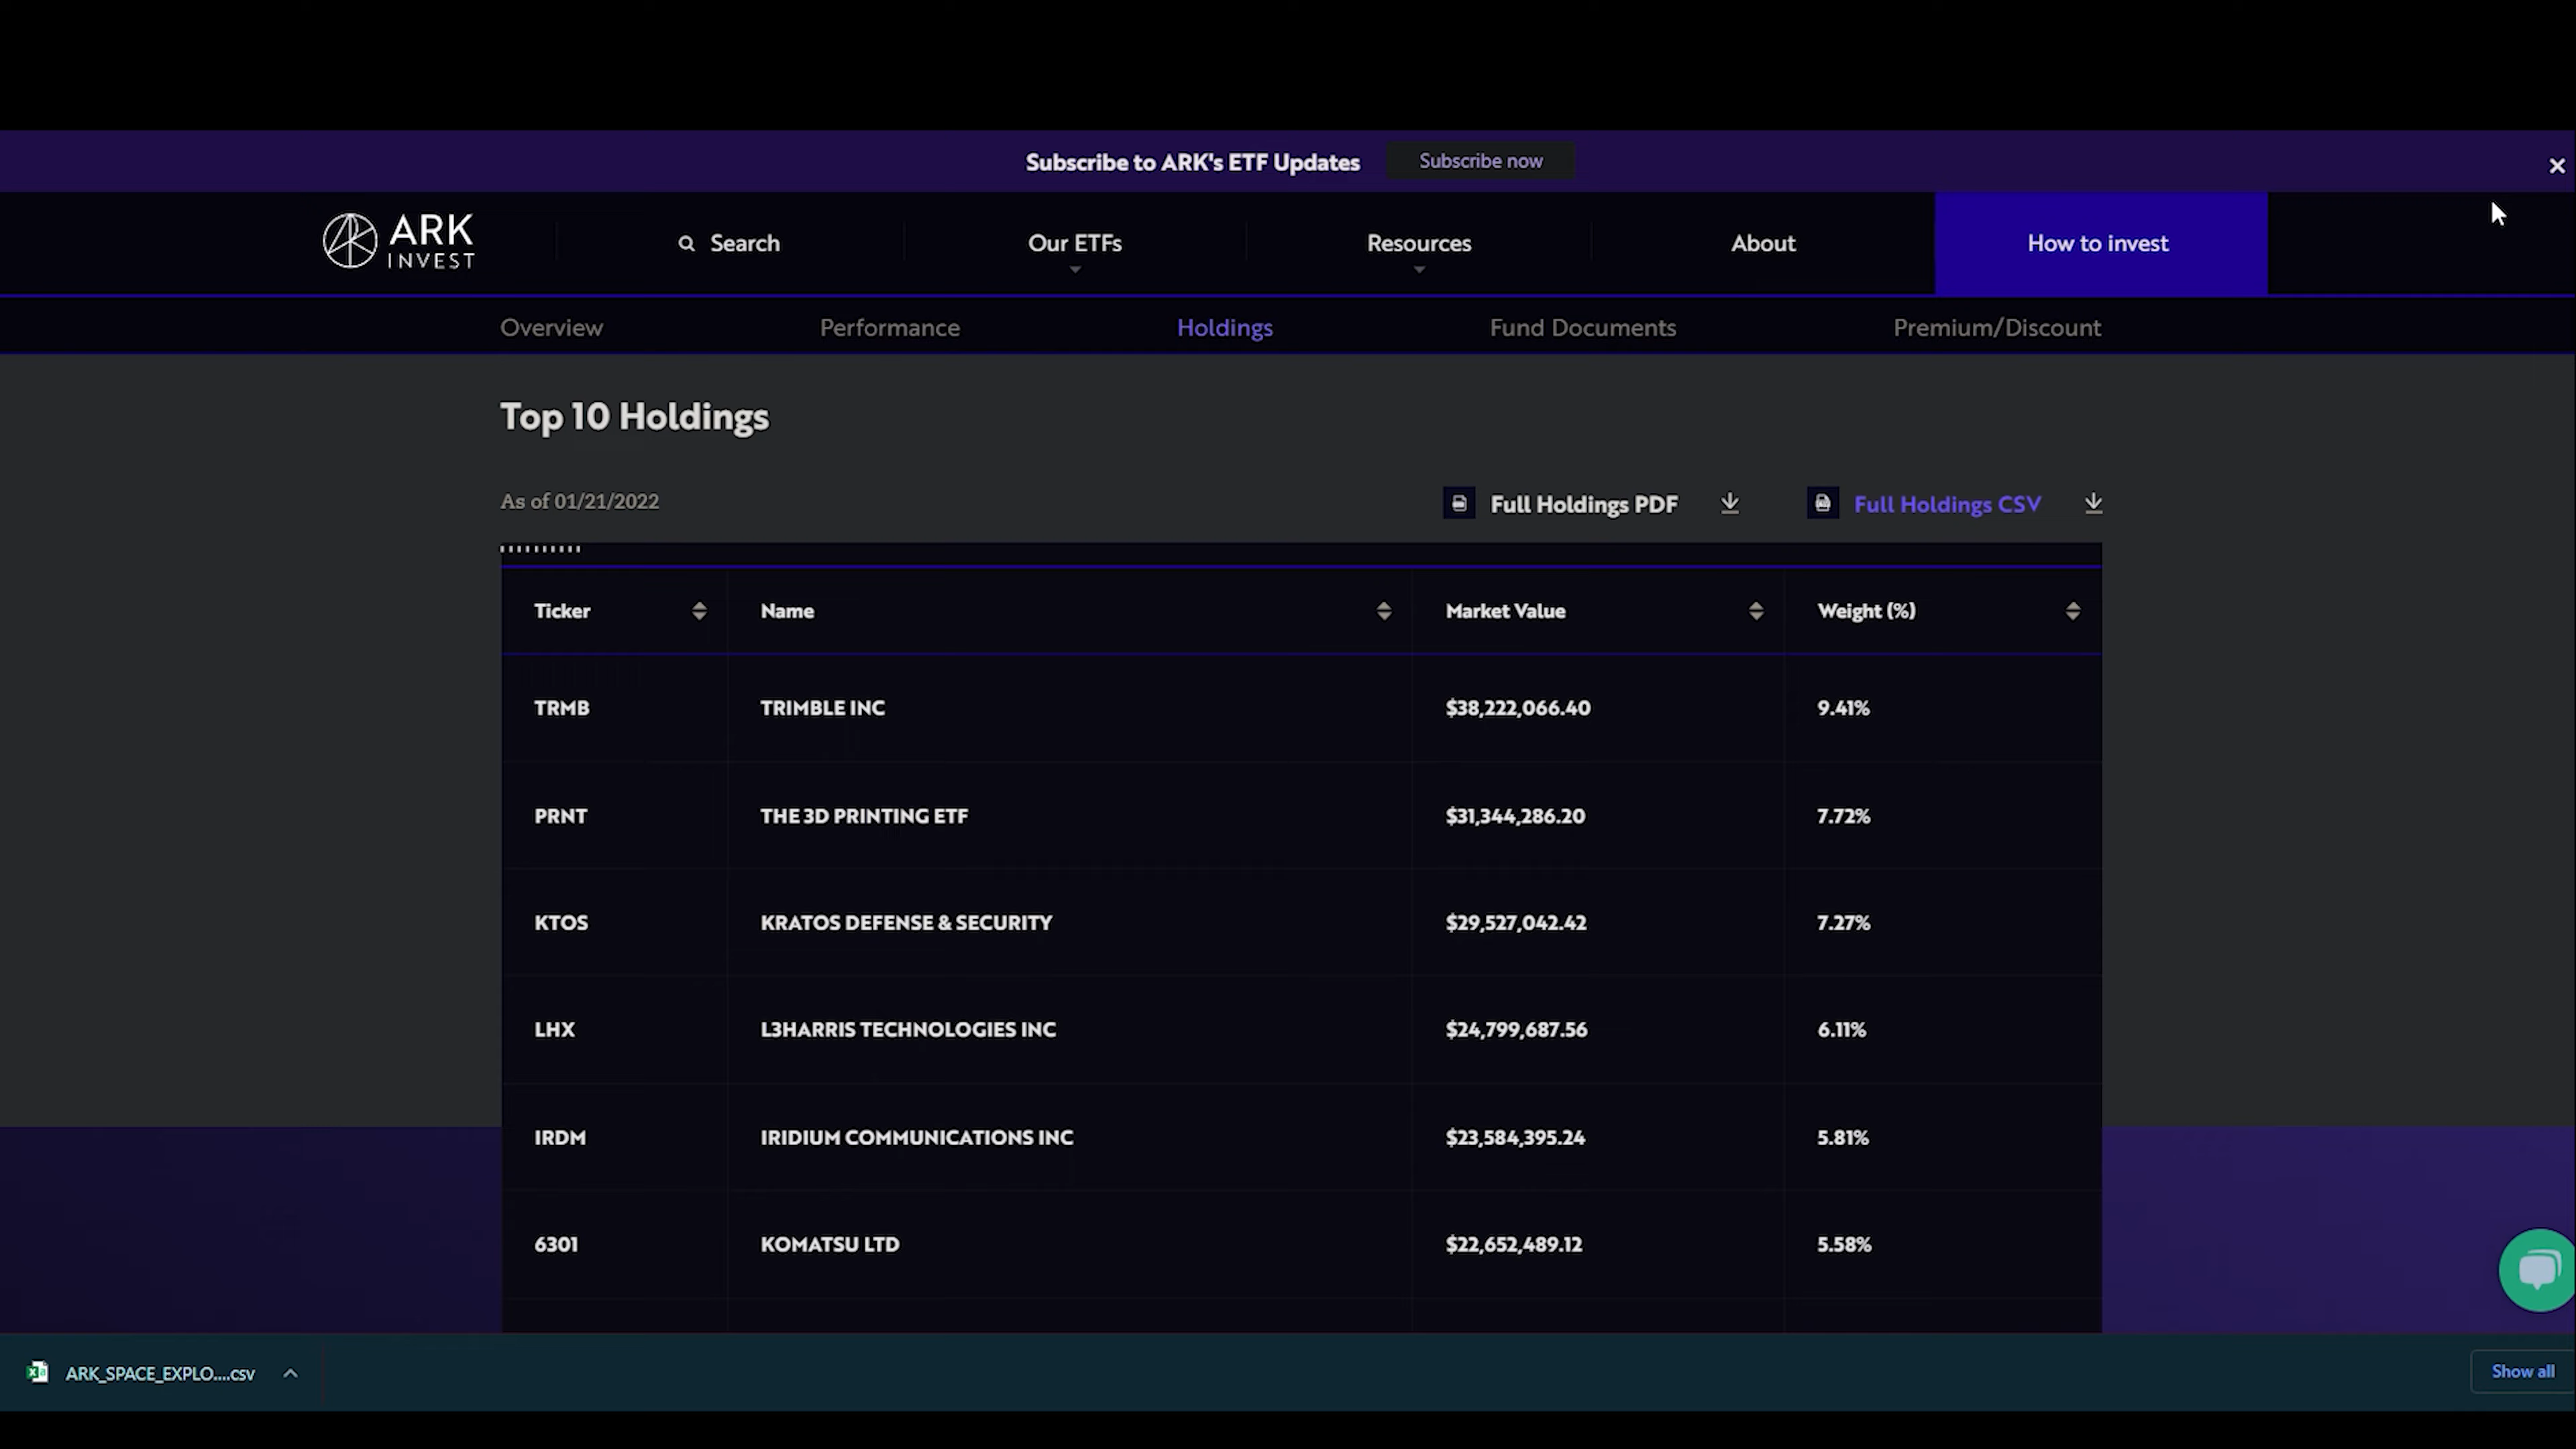 Subscribe to ARK's ETF Updates Subscribe now
ARK
INVEST
Search Our ETFs Resources About How to invest
Overview Performance Holdings Fund Documents Premium/Discount
Top 10 Holdings
As of 01/21/2022 Full Holdings PDF Full Holdings CSV
Ticker Name Market Value Weight (%)
TRMB TRIMBLE INC $38,222,066.40 9.41%
PRNT THE 3D PRINTING ETF $31,344,286.20 7.72%
KTOS KRATOS DEFENSE & SECURITY $29,527,042.42 7.27%
LHX L3HARRIS TECHNOLOGIES INC $24,799,687.56 6.11%
IRDM IRIDIUM COMMUNICATIONS INC $23,584,395.24 5.81%
6301 KOMATSU LTD $22,652,489.12 5.58%
ARK_SPACE_EXPLO....csv Show all